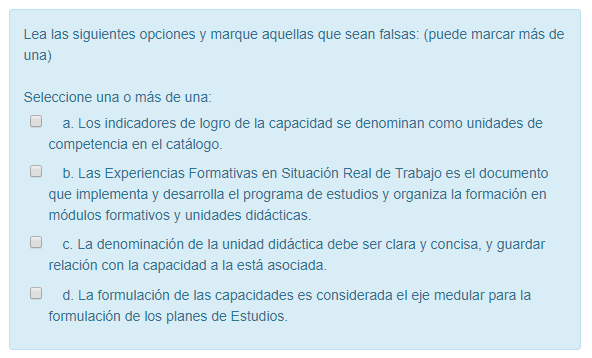 Lea las siguientes opciones y marque aquellas que sean falsas: (puede marcar más de
una)
Seleccione una o más de una:
a. Los indicadores de logro de la capacidad se denominan como unidades de
competencia en el catálogo.
b. Las Experiencias Formativas en Situación Real de Trabajo es el documento
que implementa y desarrolla el programa de estudios y organiza la formación en
módulos formativos y unidades didácticas.
c. La denominación de la unidad didáctica debe ser clara y concisa, y guardar
relación con la capacidad a la está asociada.
d. La formulación de las capacidades es considerada el eje medular para la
formulación de los planes de Estudios.